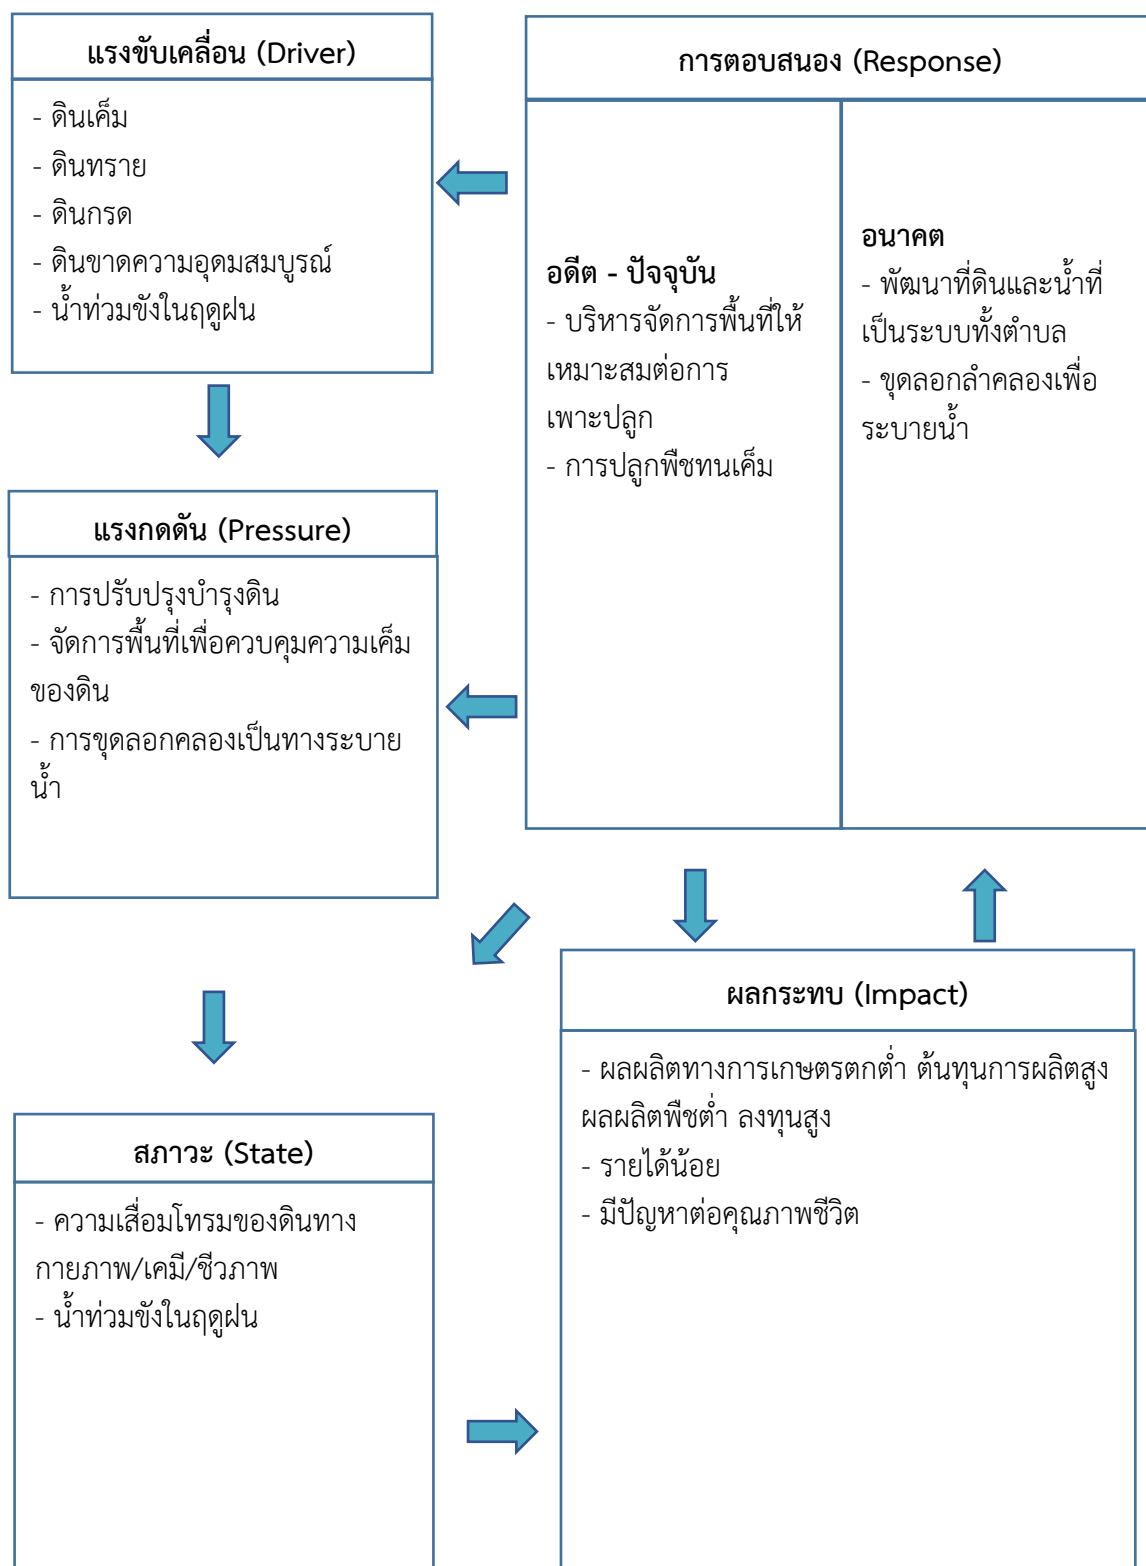 แรงขับเคลื่อน (Driver)
- ดินเค็ม
- ดินทราย
- ดินกรด
- ดินขาดความอุดมสมบูรณ์
- น้ำท่วมขังในฤดูฝน
การตอบสนอง (Response)
อดีต - ปัจจุบัน
- บริหารจัดการพื้นที่ให้
เหมาะสมต่อการ
เพาะปลูก
- การปลูกพืชทนเค็ม
อนาคต
- พัฒนาที่ดินและน้ำที่
เป็นระบบทั้งตำบล
- ขุดลอกลำคลองเพื่อ
ระบายน้ำ
แรงกดดัน (Pressure)
- การปรับปรุงบำรุงดิน
- จัดการพื้นที่เพื่อควบคุมความเค็ม
ของดิน
- การขุดลอกคลองเป็นทางระบาย
น้ำ
สภาวะ (State)
- ความเสื่อมโทรมของดินทาง
กายภาพ/เคมี/ชีวภาพ
- น้ำท่วมขังในฤดูฝน
ผลกระทบ (Impact)
- ผลผลิตทางการเกษตรตกต่ำ ต้นทุนการผลิตสูง
ผลผลิตพืชต่ำ ลงทุนสูง
- รายได้น้อย
- มีปัญหาต่อคุณภาพชีวิต